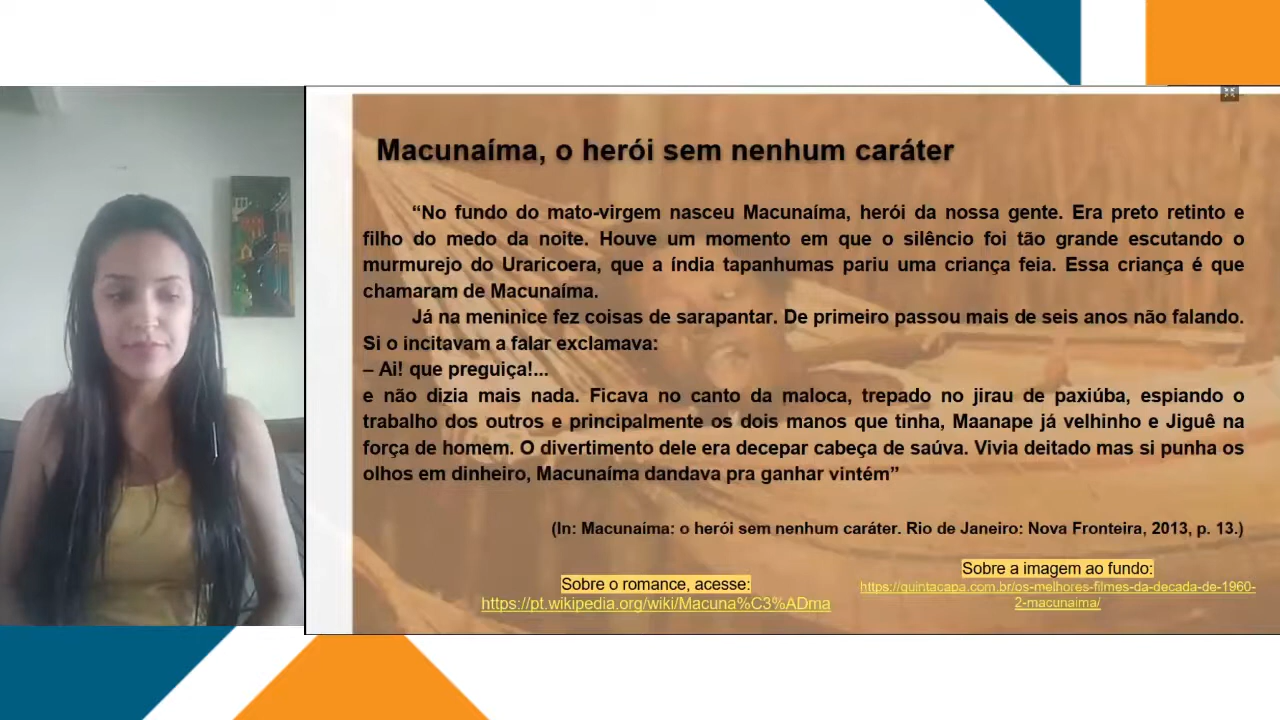 Macunaíma, o herói sem nenhum caráter
“No fundo do mato-virgem nasceu Macunaíma, herói da nossa gente. Era preto retinto e
filho do medo da noite. Houve um momento em que o silêncio foi tão grande escutando o
murmurejo do Uraricoera, que a índia tapanhumas pariu uma criança feia. Essa criança é que
chamaram de Macunaíma.
Já na meninice fez coisas de sarapantar. De primeiro passou mais de seis anos não falando.
Si o incitavam a falar exclamava:
– Ai! que preguiça!...
e não dizia mais nada. Ficava no canto da maloca, trepado no jirau de paxiúba, espiando o
trabalho dos outros e principalmente os dois manos que tinha, Maanape já velhinho e Jiguê na
força de homem. O divertimento dele era decepar cabeça de saúva. Vivia deitado mas si punha os
olhos em dinheiro, Macunaíma dandava pra ganhar vintém”
(In: Macunaíma: o herói sem nenhum caráter. Rio de Janeiro: Nova Fronteira, 2013, p. 13.)
Sobre o romance, acesse:
https://pt.wikipedia.org/wiki/Macuna%C3%ADma
Sobre a imagem ao fundo:
https://quintacapa.com.br/os-melhores-filmes-da-decada-de-1960-
2-macunaima/